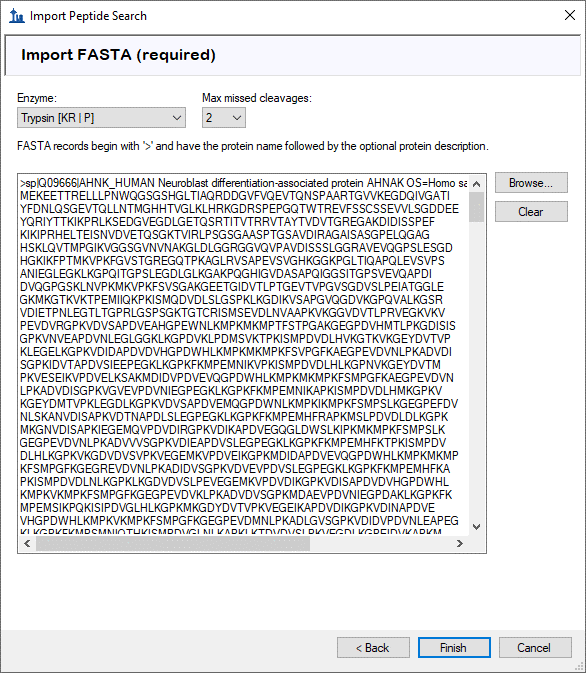 Import Peptide Search
Import FASTA (required)
Enzyme:
Max missed cleavages:
Trypsin [KR | P]
2
FASTA records begin with '>' and have the protein name followed by the optional protein description.
>sp|Q09666|AHNK_HUMAN Neuroblast differentiation-associated protein AHNAK OS=Homo sa
MEKEETTRELLLPNWQGSGSHGLTIAQRDDGVFVQEVTQNSPAARTGVVKEGDQIVGATI
YFDNLQSGEVTQLLNTMGHHTVGLKLHRKGDRSPEPGQTWTREVFSSCSSEVVLSGDDEE
YQRIYTTKIKPRLKSEDGVEGDLGETQSRTITVTRRVTAYTVDVTGREGAKDIDISSPEF
KIKIPRHELTEISNVDVETQSGKTVIRLPSGSGAASPTGSAVDIRAGAISASGPELQGAG
HSKLQVTMPGIKVGGSGVNVNAKGLDLGGRGGVQVPAVDISSSLGGRAVEVQGPSLESGD
HGKIKFPTMKVPKFGVSTGREGQTPKAGLRVSAPEVSVGHKGGKPGLTIQAPQLEVSVPS
ANIEGLEGKLKGPQITGPSLEGDLGLKGAKPQGHIGVDASAPQIGGSITGPSVEVQAPDI
DVQGPGSKLNVPKMKVPKFSVSGAKGEETGIDVTLPTGEVTVPGVSGDVSLPEIATGGLE
GKMKGTKVKTPEMIIQKPKISMQDVDLSLGSPKLKGDIKVSAPGVQGDVKGPQVALKGSR
VDIETPNLEGTLTGPRLGSPSGKTGTCRISMSEVDLNVAAPKVKGGVDVTLPRVEGKVKV
PEVDVRGPKVDVSAPDVEAHGPEWNLKMPKMKMPTFSTPGAKGEGPDVHMTLPKGDISIS
GPKVNVEAPDVNLEGLGGKLKGPDVKLPDMSVKTPKISMPDVDLHVKGTKVKGEYDVTVP
KLEGELKGPKVDIDAPDVDVHGPDWHLKMPKMKMPKFSVPGFKAEGPEVDVNLPKADVDI
SGPKIDVTAPDVSIEEPEGKLKGPKFKMPEMNIKVPKISMPDVDLHLKGPNVKGEYDVTM
PKVESEIKVPDVELKSAKMDIDVPDVEVQGPDWHLKMPKMKMPKFSMPGFKAEGPEVDVN
LPKADVDISGPKVGVEVPDVNIEGPEGKLKGPKFKMPEMNIKAPKISMPDVDLHMKGPKV
KGEYDMTVPKLEGDLKGPKVDVSAPDVEMQGPDWNLKMPKIKMPKFSMPSLKGEGPEFDV
NLSKANVDISAPKVDTNAPDLSLEGPEGKLKGPKFKMPEMHFRAPKMSLPDVDLDLKGPK
MKGNVDISAPKIEGEMQVPDVDIRGPKVDIKAPDVEGQGLDWSLKIPKMKMPKFSMPSLK
GEGPEVDVNLPKADVVVSGPKVDIEAPDVSLEGPEGKLKGPKFKMPEMHFKTPKISMPDV
DLHLKGPKVKGDVDVSVPKVEGEMKVPDVEIKGPKMDIDAPDVEVQGPDWHLKMPKMKMP
KFSMPGFKGEGREVDVNLPKADIDVSGPKVDVEVPDVSLEGPEGKLKGPKFKMPEMHFKA
PKISMPDVDLNLKGPKLKGDVDVSLPEVEGEMKVPDVDIKGPKVDISAPDVDVHGPDWHL
KMPKVKMPKFSMPGFKGEGPEVDVKLPKADVDVSGPKMDAEVPDVNIEGPDAKLKGPKFK
MPEMSIKPQKISIPDVGLHLKGPKMKGDYDVTVPKVEGEIKAPDVDIKGPKVDINAPDVE
VHGPDWHLKMPKVKMPKFSMPGFKGEGPEVDMNLPKADLGVSGPKVDIDVPDVNLEAPEG
Browse...
Clear
< Back
Finish
Cancel